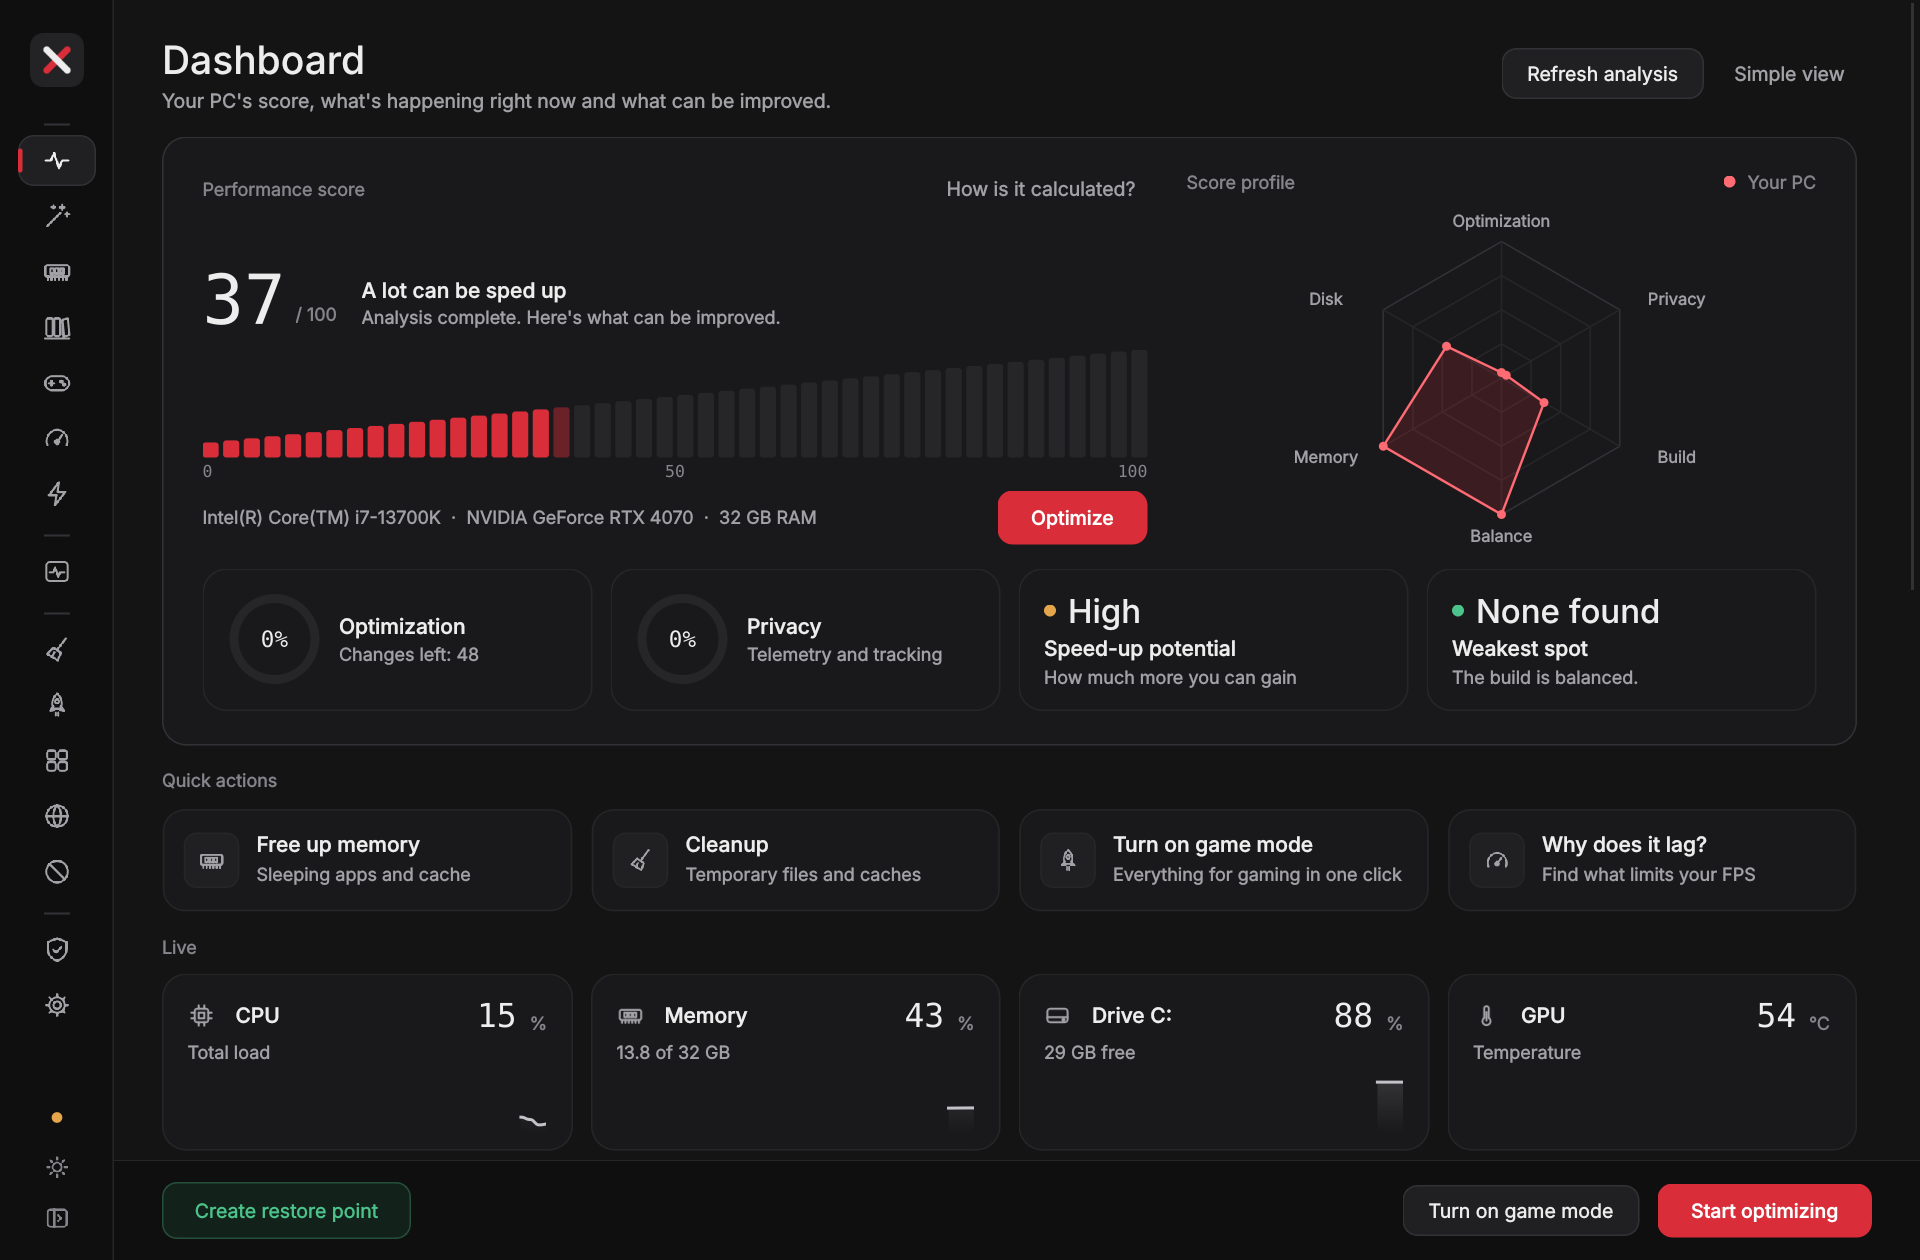 Dashboard
Your PC's score, what's happening right now and what can be improved.
Refresh analysis
Simple view
Performance score
How is it calculated?
37 / 100
A lot can be sped up
Analysis complete. Here's what can be improved.
0 50 100
Intel(R) Core(TM) i7-13700K · NVIDIA GeForce RTX 4070 · 32 GB RAM
Optimize
Score profile
Your PC
Optimization
Disk
Privacy
Memory
Build
Balance
0%
Optimization
Changes left: 48
0%
Privacy
Telemetry and tracking
High
Speed-up potential
How much more you can gain
None found
Weakest spot
The build is balanced.
Quick actions
Free up memory
Sleeping apps and cache
Cleanup
Temporary files and caches
Turn on game mode
Everything for gaming in one click
Why does it lag?
Find what limits your FPS
Live
CPU
15 %
Total load
Memory
43 %
13.8 of 32 GB
Drive C:
88 %
29 GB free
GPU
54 °C
Temperature
Create restore point
Turn on game mode
Start optimizing